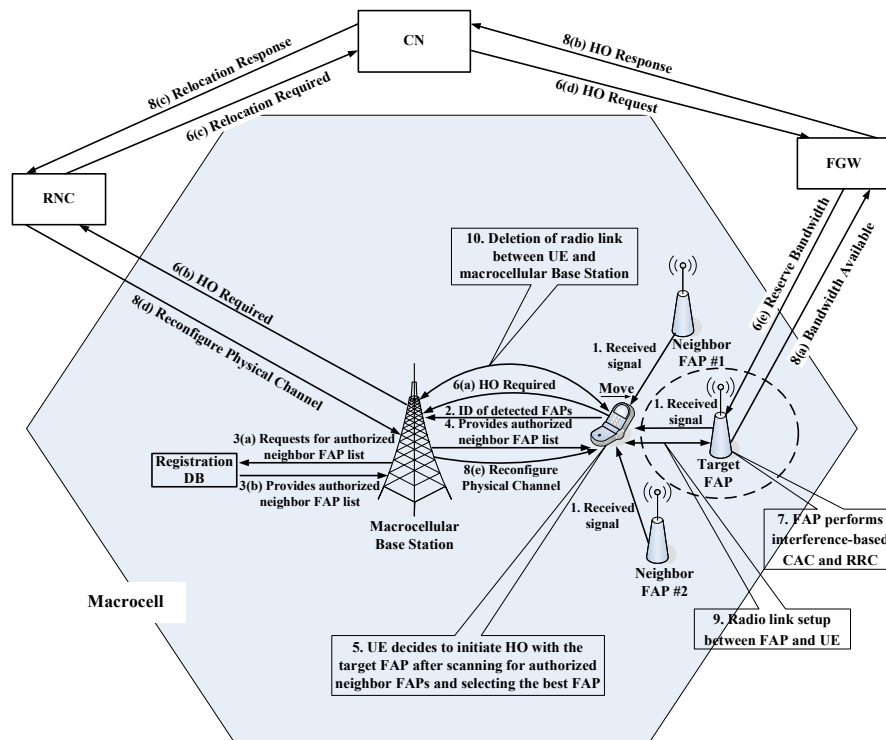 CN
8(c) Relocation Response
6(c) Relocation Required
8(b) HO Response
6(d) HO Request
RNC
FGW
6(b) HO Required
8(d) Reconfigure Physical Channel
6(e) Reserve Bandwidth
8(a) Bandwidth Available
10. Deletion of radio link
between UE and
macrocellular Base Station
Neighbor
FAP #1
1. Received
signal
6(a) HO Required
Move
2. ID of detected FAPs
4. Provides authorized
neighbor FAP list
1. Received
signal
3(a) Requests for authorized
neighbor FAP list
Registration
DB
3(b) Provides authorized
neighbor FAP list
8(e) Reconfigure
Physical Channel
Target
FAP
1. Received
signal
Macrocellular
Base Station
7. FAP performs
interference-based
CAC and RRC
Neighbor
FAP #2
Macrocell
9. Radio link setup
between FAP and UE
5. UE decides to initiate HO with the
target FAP after scanning for authorized
neighbor FAPs and selecting the best FAP